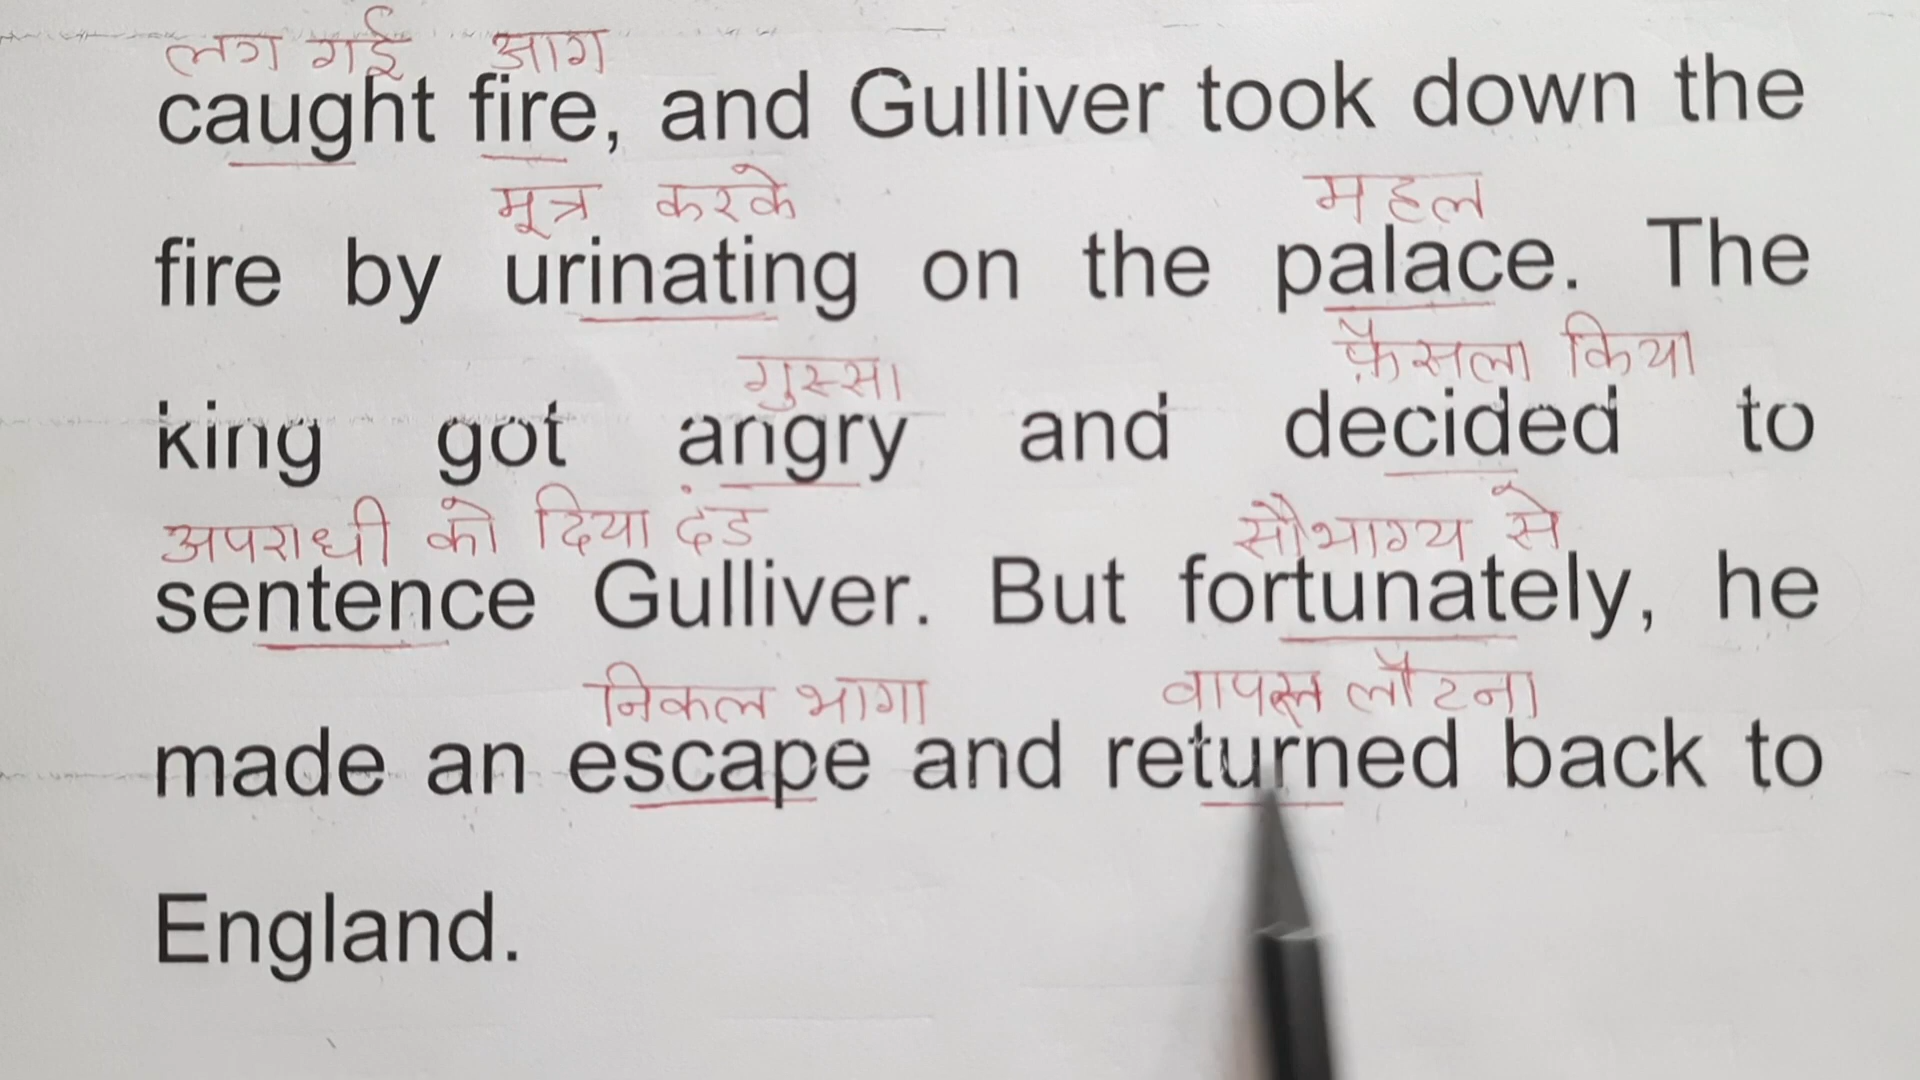 लग गई आग
caught fire, and Gulliver took down the
मूत्र करके महल
fire by urinating on the palace. The
गुस्सा फ़ैसला किया
king got angry and decided to
अपराधी को दिया दंड सौभाग्य से
sentence Gulliver. But fortunately, he
निकल भागा वापस लौटना
made an escape and returned back to
England.